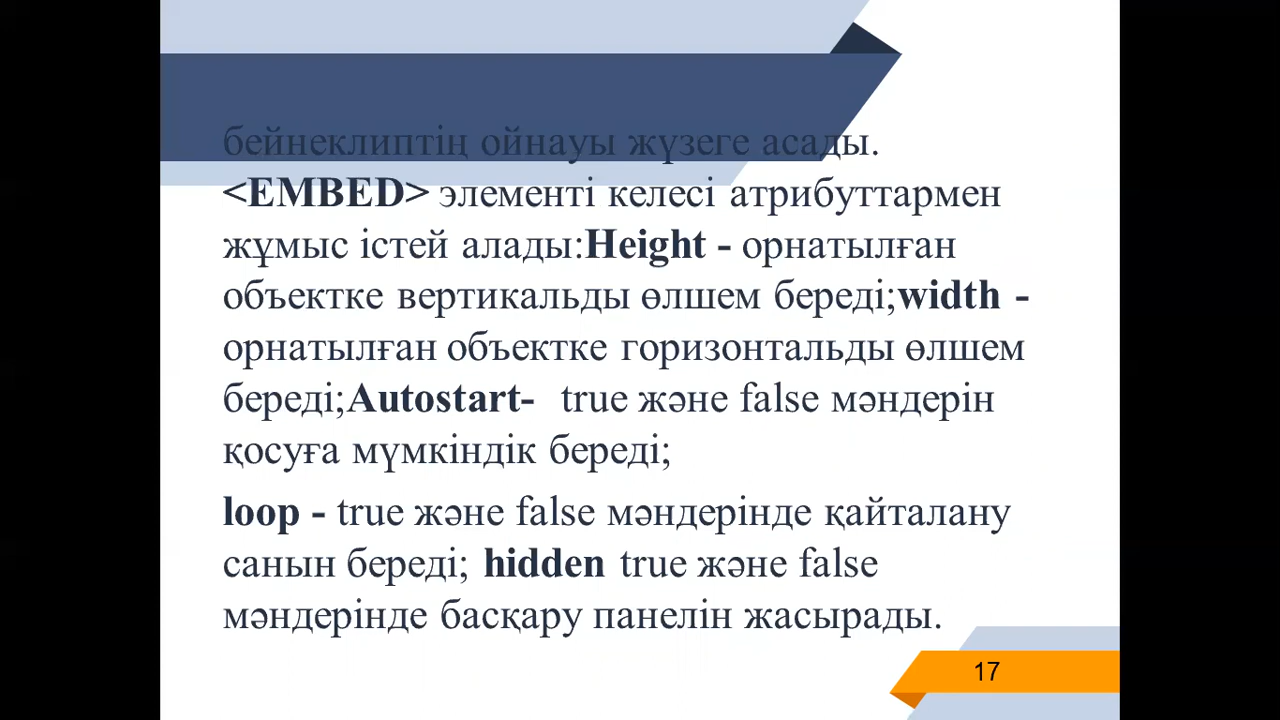 бейнеклиптің ойнауы жүзеге асады.
<EMBED> элементі келесі атрибуттармен
жұмыс істей алады:Height - орнатылған
объектке вертикальды өлшем береді;width -
орнатылған объектке горизонтальды өлшем
береді;Autostart- true және false мәндерін
қосуға мүмкіндік береді;
loop - true және false мәндерінде қайталану
санын береді; hidden true және false
мәндерінде басқару панелін жасырады.
17